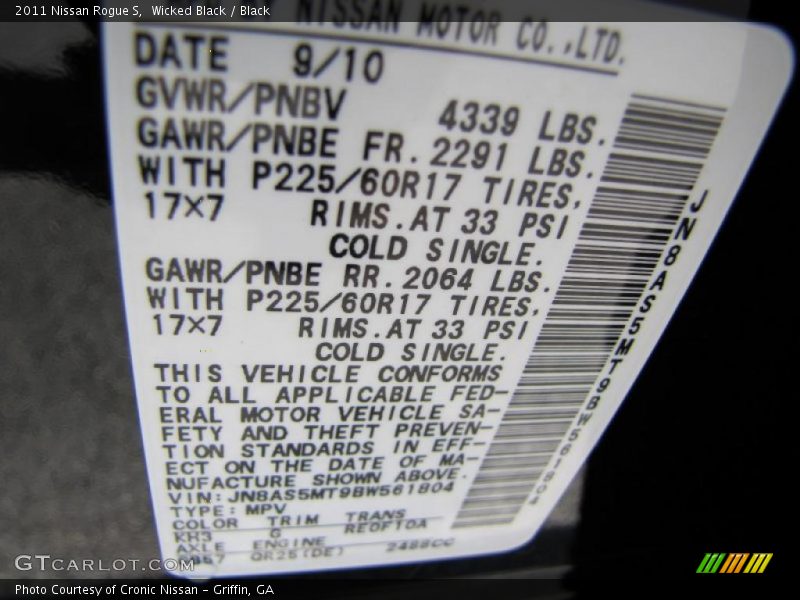 2011 Nissan Rogue S, Wicked Black / Black
NISSAN MOTOR CO.,LTD.
DATE 9/10
GVWR/PNBV 4339 LBS.
GAWR/PNBE FR. 2291 LBS.
WITH P225/60R17 TIRES,
17×7 RIMS.AT 33 PSI
COLD SINGLE.
GAWR/PNBE RR. 2064 LBS.
WITH P225/60R17 TIRES,
17×7 RIMS.AT 33 PSI
COLD SINGLE.
THIS VEHICLE CONFORMS
TO ALL APPLICABLE FED-
ERAL MOTOR VEHICLE SA-
FETY AND THEFT PREVEN-
TION STANDARDS IN EFF-
ECT ON THE DATE OF MA-
NUFACTURE SHOWN ABOVE.
VIN:JN8AS5MT9BW561804
TYPE:MPV
COLOR TRIM TRANS
KH3 G RE0F10A
AXLE ENGINE
QR25(DE) 2488CC
JN8AS5MT9BW561804
GTCARLOT.COM
Photo Courtesy of Cronic Nissan - Griffin, GA